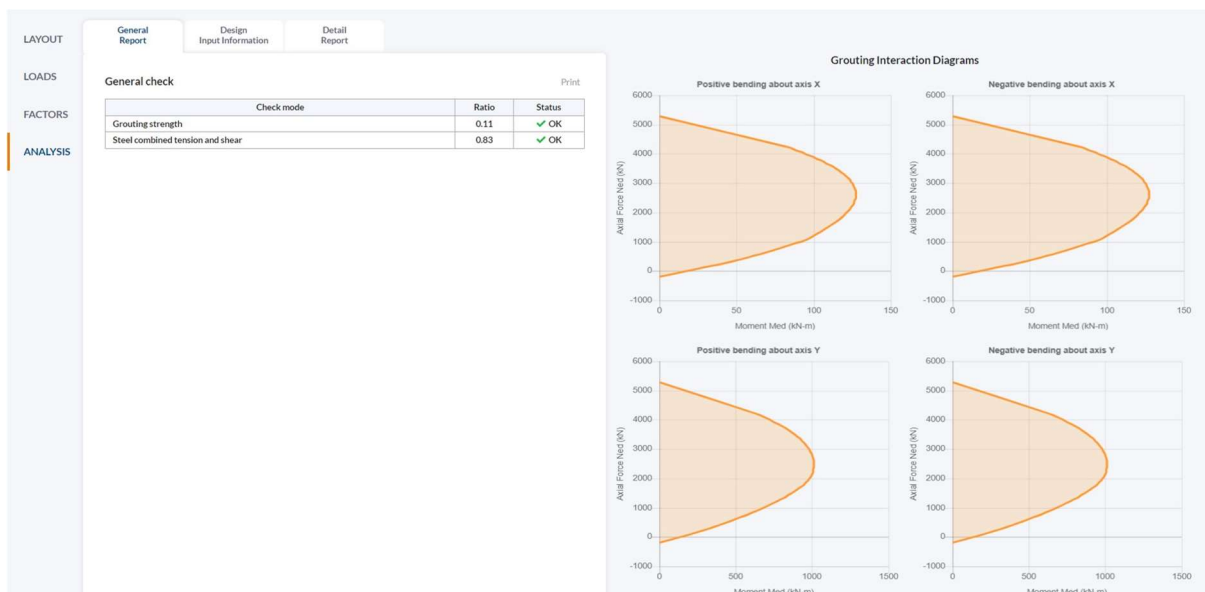 LAYOUT
LOADS
FACTORS
ANALYSIS
General
Report
Design
Input Information
Detail
Report
General check
Print
Check mode Ratio Status
Grouting strength 0.11 OK
Steel combined tension and shear 0.83 OK
Grouting Interaction Diagrams
Positive bending about axis X
6000
5000
4000
3000
2000
1000
0
-1000
Axial Force Ned (kN)
0 50 100 150
Moment Med (kN-m)
Negative bending about axis X
6000
5000
4000
3000
2000
1000
0
-1000
Axial Force Ned (kN)
0 50 100 150
Moment Med (kN-m)
Positive bending about axis Y
6000
5000
4000
3000
2000
1000
0
-1000
Axial Force Ned (kN)
0 500 1000 1500
Moment Med (kN-m)
Negative bending about axis Y
6000
5000
4000
3000
2000
1000
0
-1000
Axial Force Ned (kN)
0 500 1000 1500
Moment Med (kN-m)